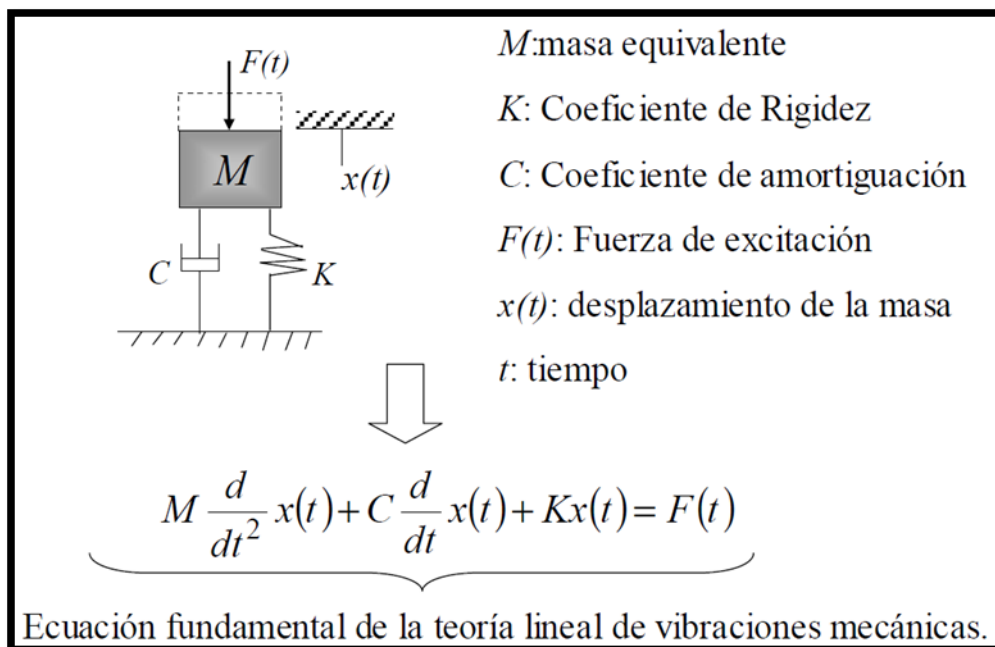 F(t)
M
x(t)
C
K
M:masa equivalente
K: Coeficiente de Rigidez
C: Coeficiente de amortiguación
F(t): Fuerza de excitación
x(t): desplazamiento de la masa
t: tiempo
M d/dt² x(t) + C d/dt x(t) + Kx(t) = F(t)
Ecuación fundamental de la teoría lineal de vibraciones mecánicas.